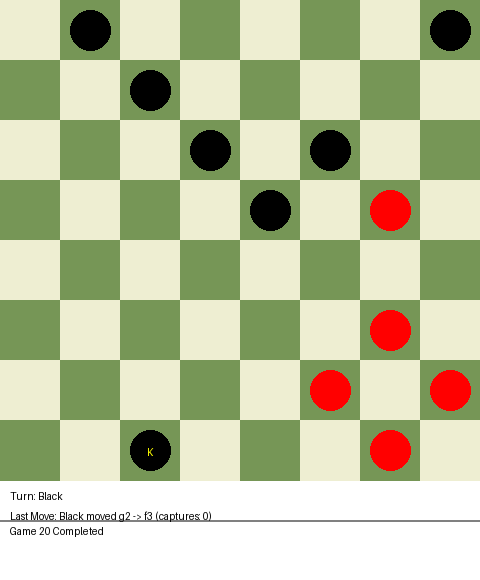 K
Turn: Black
Last Move: Black moved g2 -> f3 (captures: 0)
Game 20 Completed